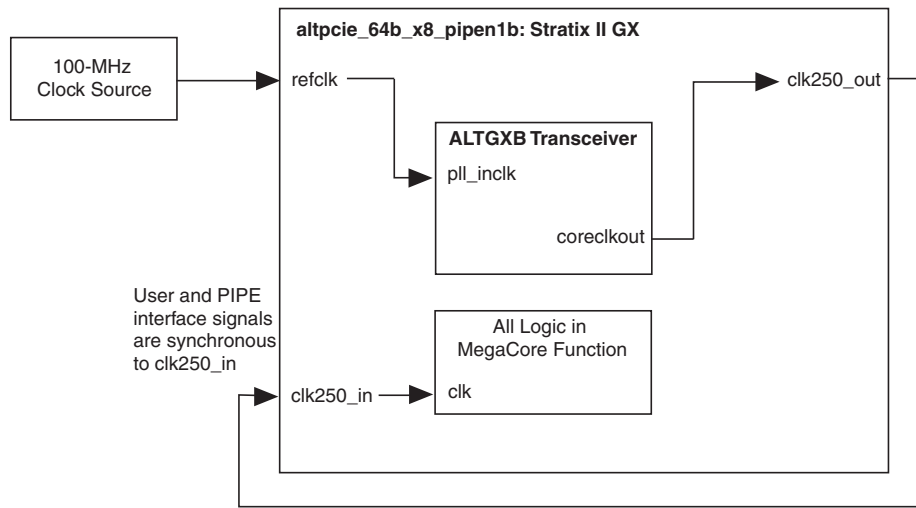 altpcie_64b_x8_pipen1b: Stratix II GX
100-MHz
Clock Source
refclk
clk250_out
ALTGXB Transceiver
pll_inclk
coreclkout
User and PIPE
interface signals
are synchronous
to clk250_in
All Logic in
MegaCore Function
clk250_in
clk